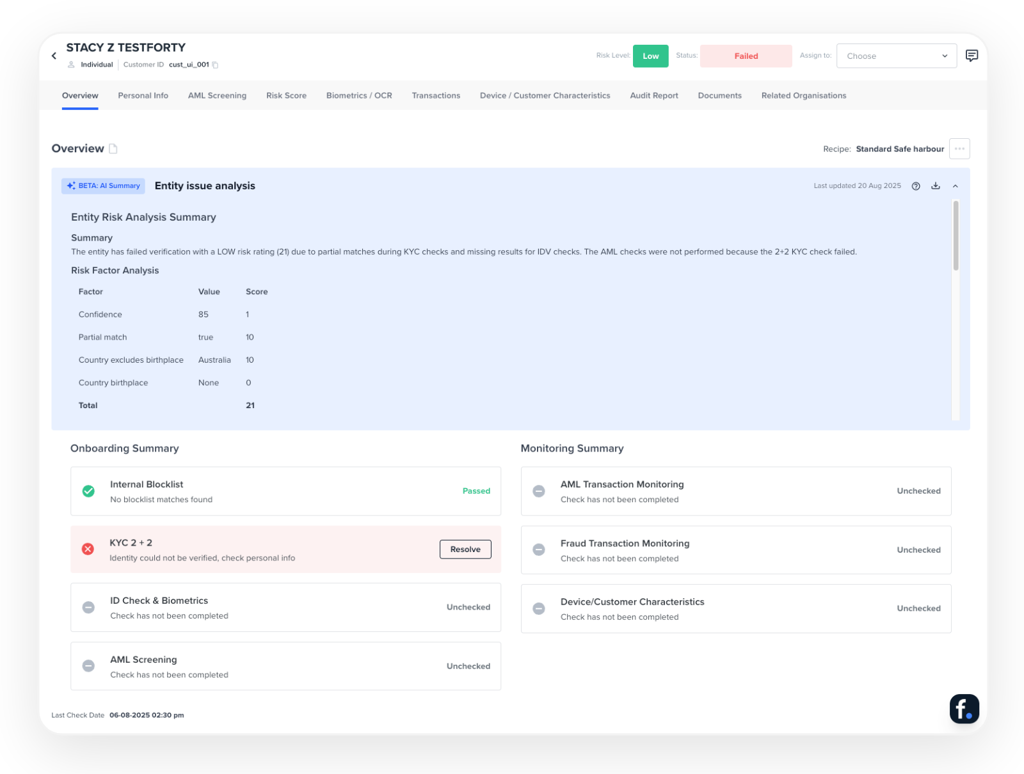 STACY Z TESTFORTY
Individual Customer ID cust_ui_001
Risk Level: Low Status: Failed Assign to: Choose
Overview Personal Info AML Screening Risk Score Biometrics / OCR Transactions Device / Customer Characteristics Audit Report Documents Related Organisations
Overview
Recipe: Standard Safe harbour
BETA: AI Summary Entity issue analysis Last updated 20 Aug 2025
Entity Risk Analysis Summary
Summary
The entity has failed verification with a LOW risk rating (21) due to partial matches during KYC checks and missing results for IDV checks. The AML checks were not performed because the 2+2 KYC check failed.
Risk Factor Analysis
Factor Value Score
Confidence 85 1
Partial match true 10
Country excludes birthplace Australia 10
Country birthplace None 0
Total 21
Onboarding Summary
Internal Blocklist
No blocklist matches found
Passed
KYC 2 + 2
Identity could not be verified, check personal info
Resolve
ID Check & Biometrics
Check has not been completed
Unchecked
AML Screening
Check has not been completed
Unchecked
Monitoring Summary
AML Transaction Monitoring
Check has not been completed
Unchecked
Fraud Transaction Monitoring
Check has not been completed
Unchecked
Device/Customer Characteristics
Check has not been completed
Unchecked
Last Check Date 06-08-2025 02:30 pm
f.